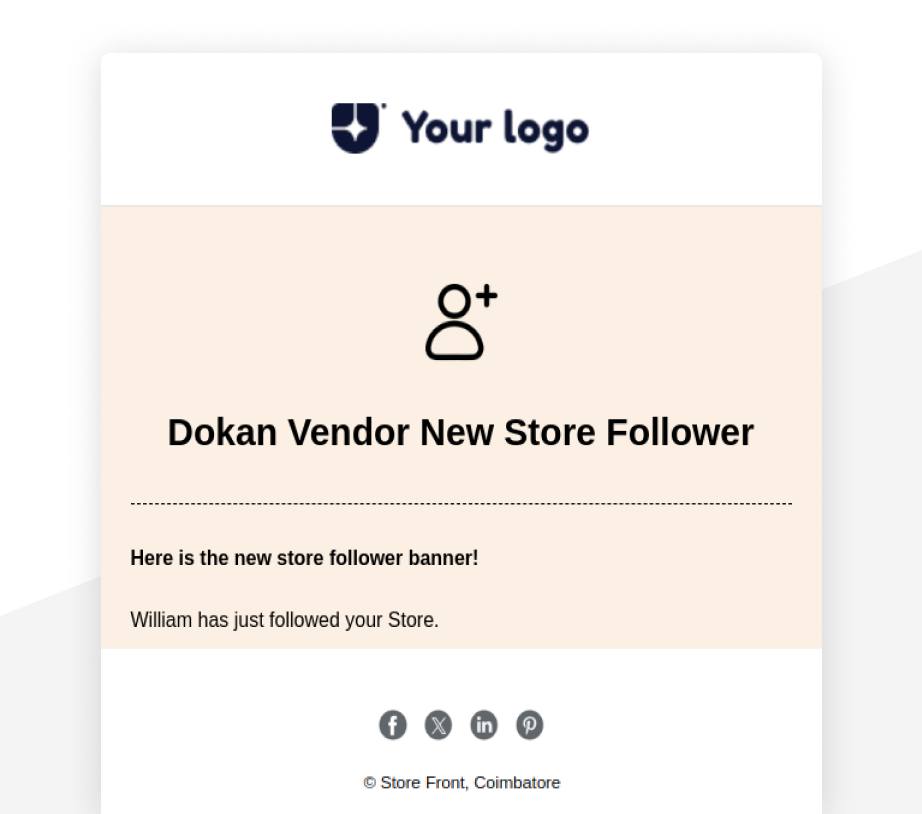 Your logo
Dokan Vendor New Store Follower
Here is the new store follower banner!
William has just followed your Store.
© Store Front, Coimbatore